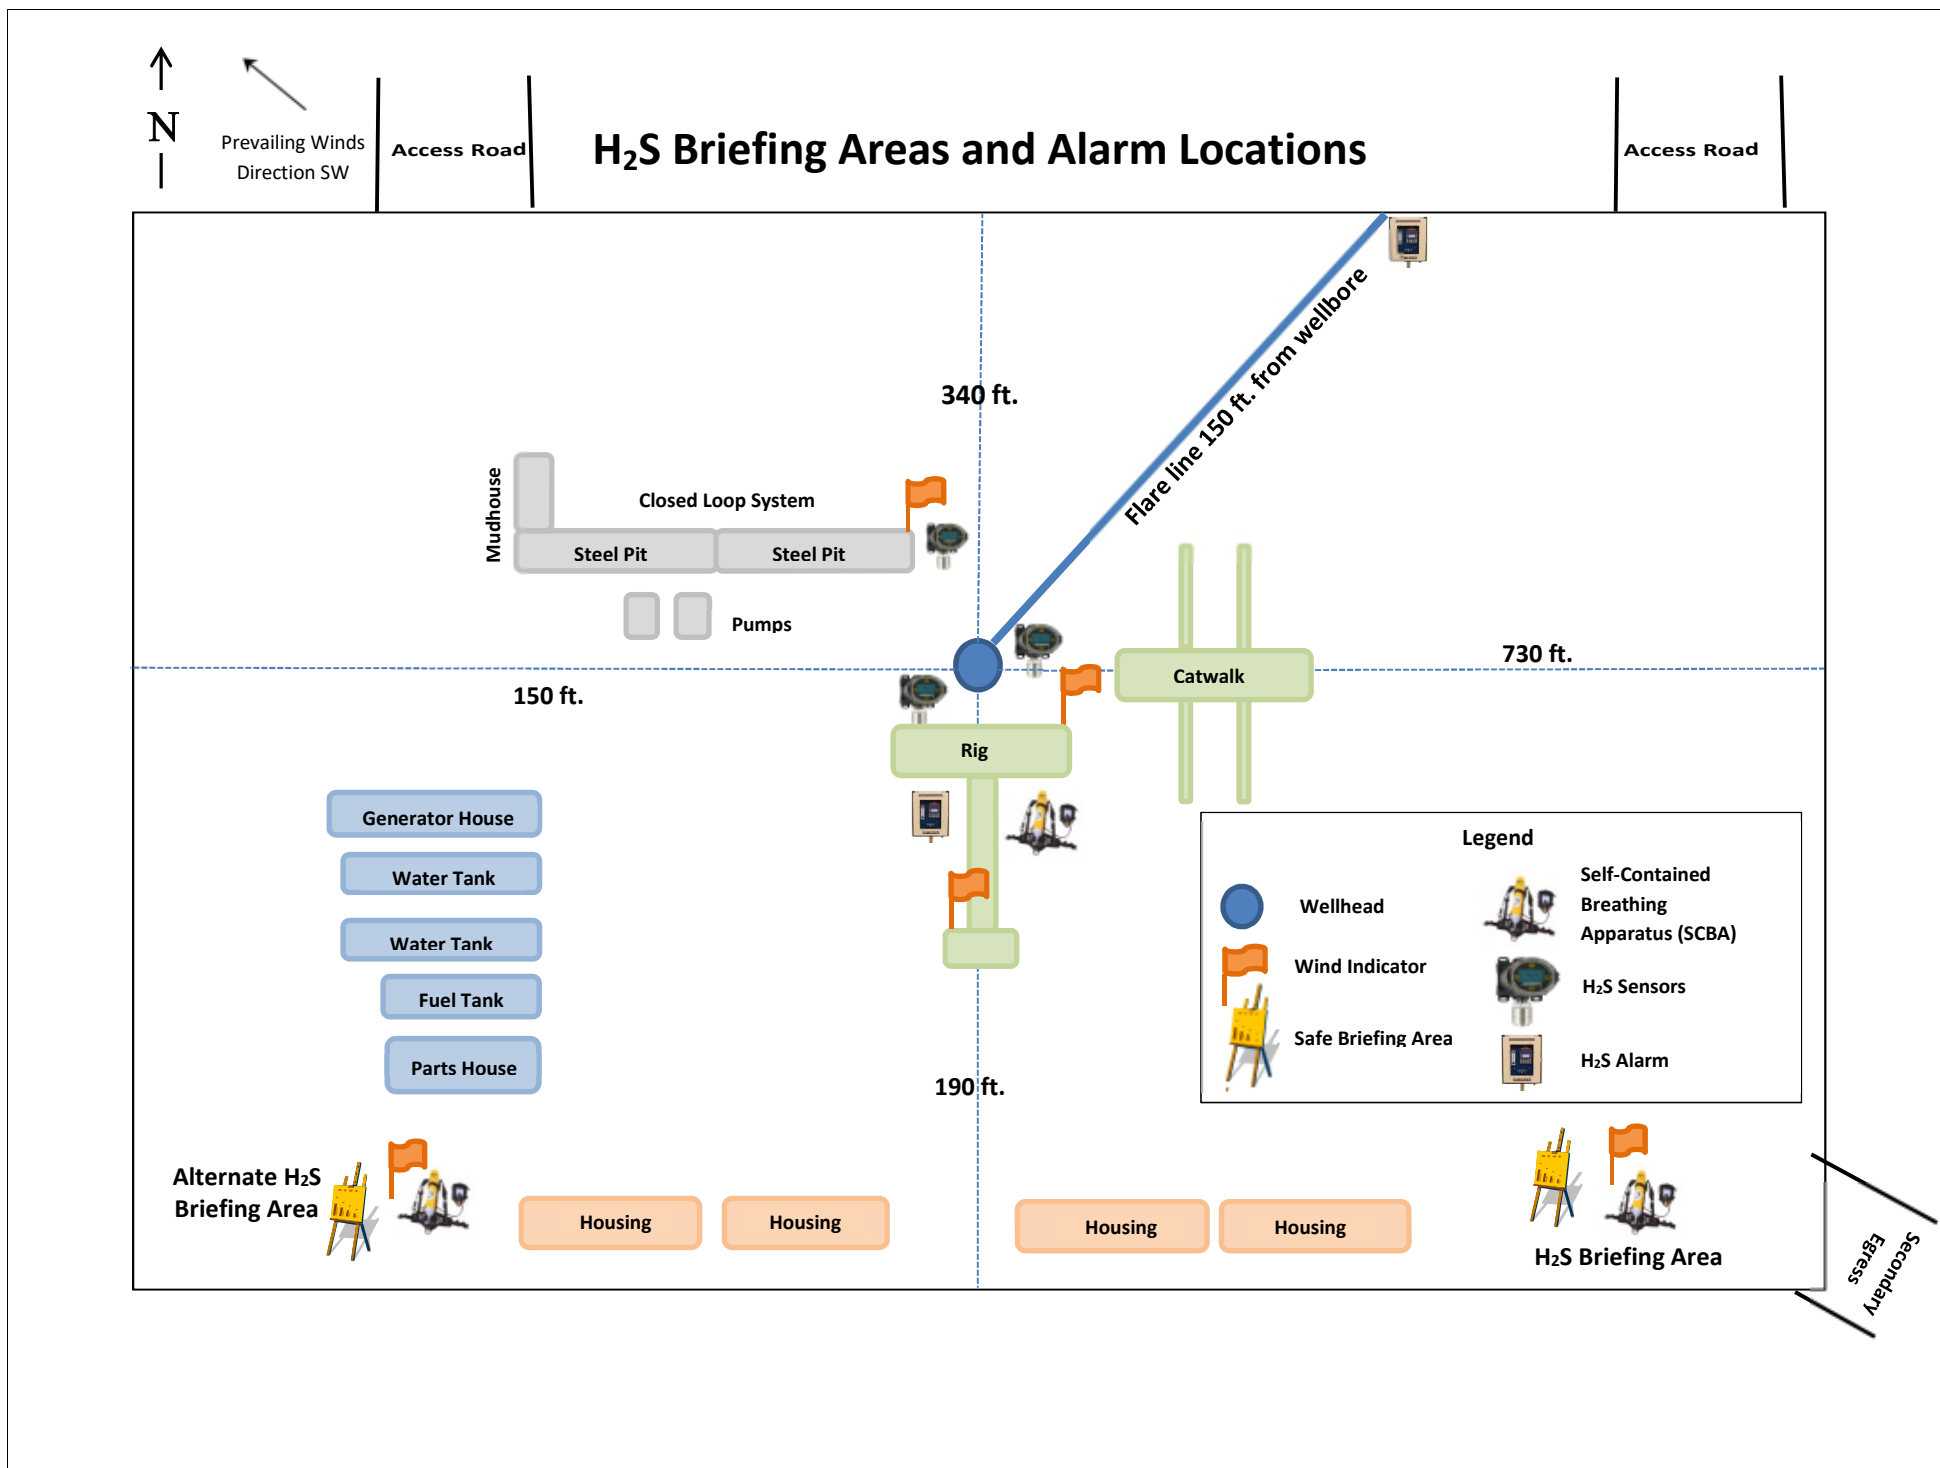 N
Prevailing Winds
Direction SW
Access Road
H₂S Briefing Areas and Alarm Locations
Access Road
340 ft.
Flare line 150 ft. from wellbore
Mudhouse
Closed Loop System
Steel Pit
Steel Pit
Pumps
730 ft.
150 ft.
Catwalk
Rig
Generator House
Water Tank
Water Tank
Fuel Tank
Parts House
190 ft.
Legend
Wellhead
Wind Indicator
Safe Briefing Area
Self-Contained
Breathing
Apparatus (SCBA)
H₂S Sensors
H₂S Alarm
Alternate H₂S
Briefing Area
Housing
Housing
Housing
Housing
H₂S Briefing Area
Secondary
Egress